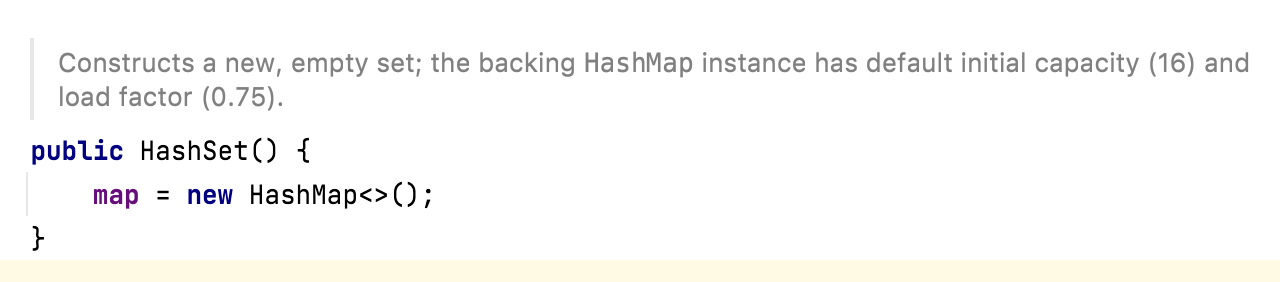 Constructs a new, empty set; the backing HashMap instance has default initial capacity (16) and
load factor (0.75).
public HashSet() {
    map = new HashMap<>();
}